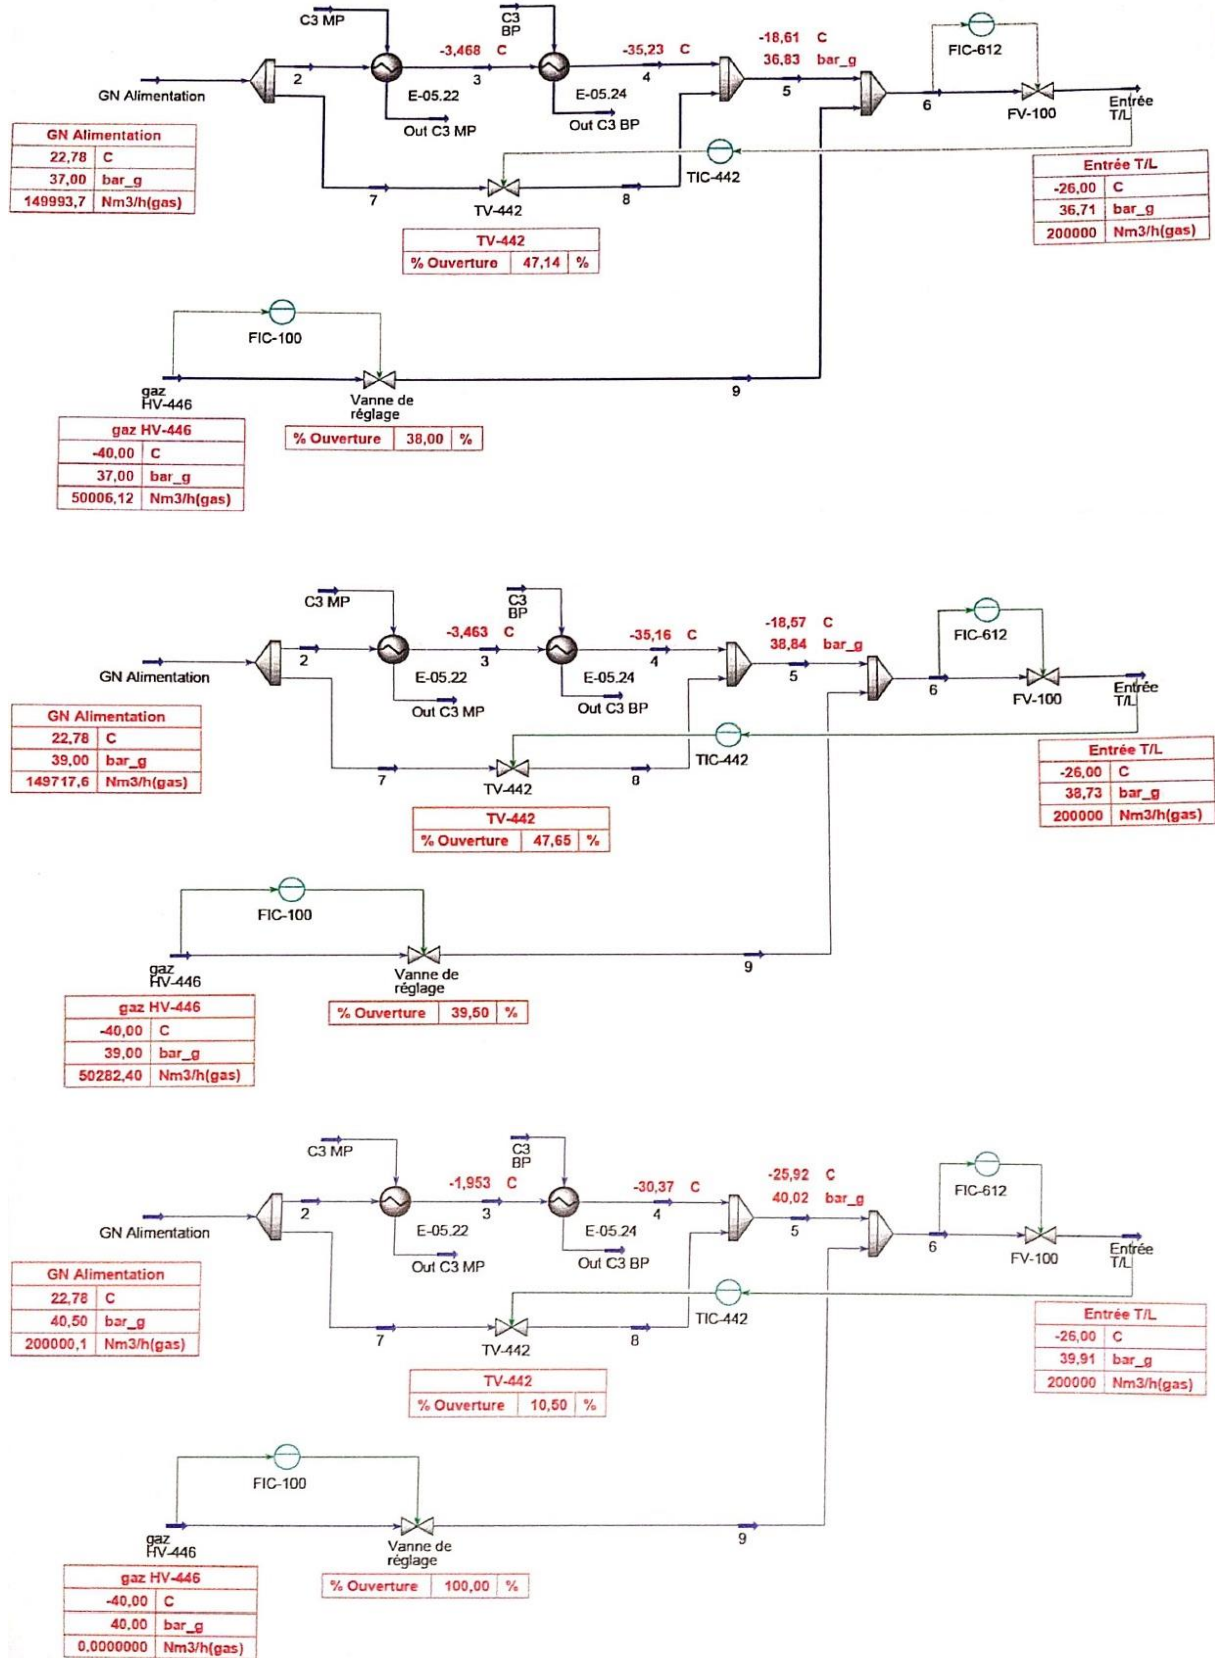 C3 MP
C3
BP
-3,468 C
-35,23 C
-18,61 C
36,83 bar_g
FIC-612
GN Alimentation
2
3
4
5
6
E-05.22
E-05.24
FV-100
Entrée
T/L
Out C3 MP
Out C3 BP
TIC-442
7
TV-442
8
GN Alimentation
22,78 C
37,00 bar_g
149993,7 Nm3/h(gas)
Entrée T/L
-26,00 C
36,71 bar_g
200000 Nm3/h(gas)
TV-442
% Ouverture 47,14 %
FIC-100
gaz
HV-446
Vanne de
réglage
9
% Ouverture 38,00 %
gaz HV-446
-40,00 C
37,00 bar_g
50006,12 Nm3/h(gas)
C3 MP
C3
BP
-3,463 C
-35,16 C
-18,57 C
38,84 bar_g
FIC-612
GN Alimentation
2
3
4
5
6
E-05.22
E-05.24
FV-100
Entrée
T/L
Out C3 MP
Out C3 BP
TIC-442
7
TV-442
8
GN Alimentation
22,78 C
39,00 bar_g
149717,6 Nm3/h(gas)
Entrée T/L
-26,00 C
38,73 bar_g
200000 Nm3/h(gas)
TV-442
% Ouverture 47,65 %
FIC-100
gaz
HV-446
Vanne de
réglage
9
% Ouverture 39,50 %
gaz HV-446
-40,00 C
39,00 bar_g
50282,40 Nm3/h(gas)
C3 MP
C3
BP
-1,953 C
-30,37 C
-25,92 C
40,02 bar_g
FIC-612
GN Alimentation
2
3
4
5
6
E-05.22
E-05.24
FV-100
Entrée
T/L
Out C3 MP
Out C3 BP
TIC-442
7
TV-442
8
GN Alimentation
22,78 C
40,50 bar_g
200000,1 Nm3/h(gas)
Entrée T/L
-26,00 C
39,91 bar_g
200000 Nm3/h(gas)
TV-442
% Ouverture 10,50 %
FIC-100
gaz
HV-446
Vanne de
réglage
9
% Ouverture 100,00 %
gaz HV-446
-40,00 C
40,00 bar_g
0,0000000 Nm3/h(gas)